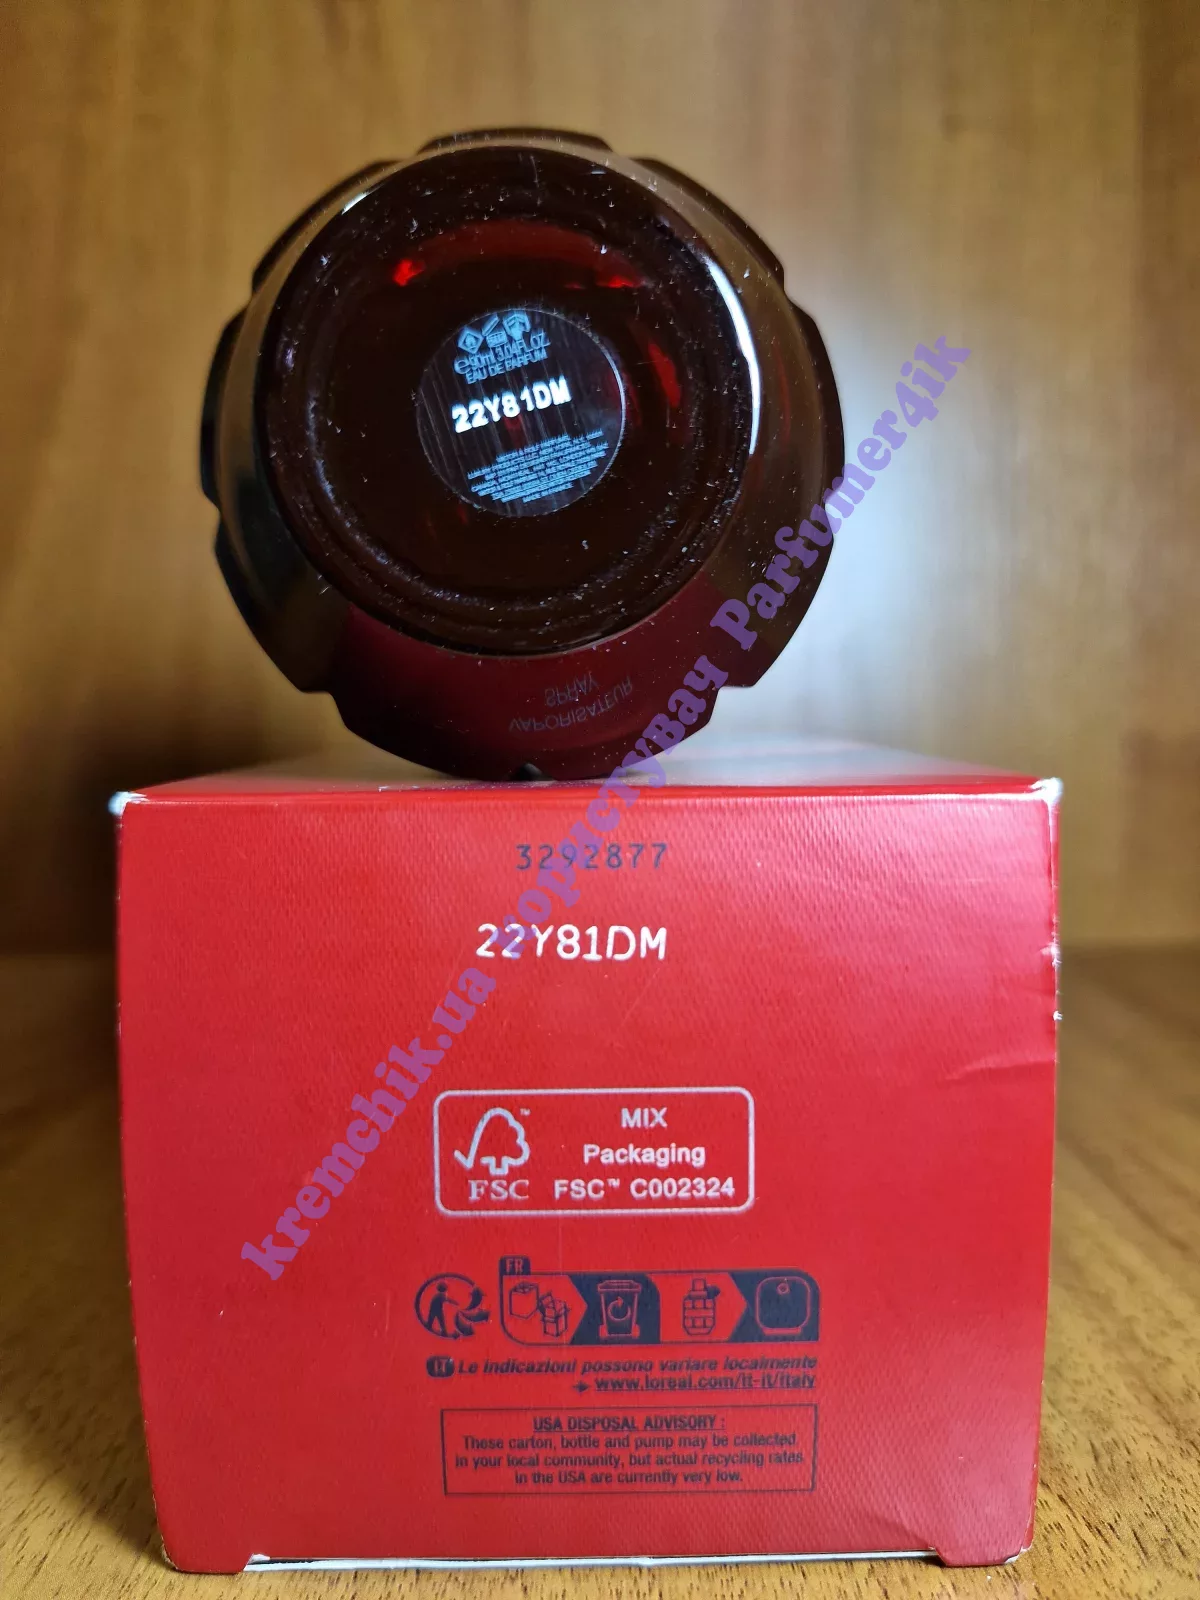 e 90ml 3.04FL.OZ.
EAU DE PARFUM
22Y81DM
VAPORISATEUR
SPRAY
3292877
22Y81DM
FSC
MIX
Packaging
FSC™ C002324
FR
IT Le indicazioni possono variare localmente
www.loreal.com/it-it/italy
USA DISPOSAL ADVISORY :
These carton, bottle and pump may be collected
in your local community, but actual recycling rates
in the USA are currently very low.
kremchik.ua користувач Parfumer4ik